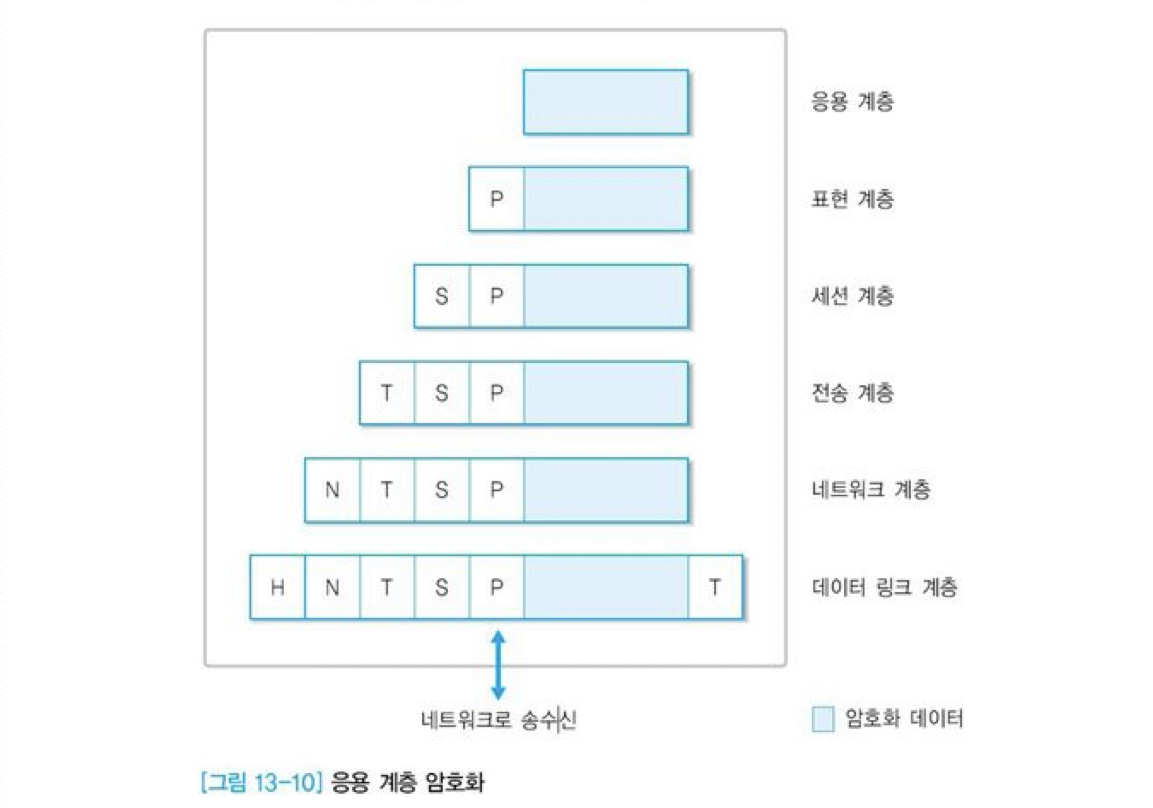 응용 계층
P
표현 계층
S P
세션 계층
T S P
전송 계층
N T S P
네트워크 계층
H N T S P T
데이터 링크 계층
네트워크로 송수신
암호화 데이터
[그림 13-10] 응용 계층 암호화